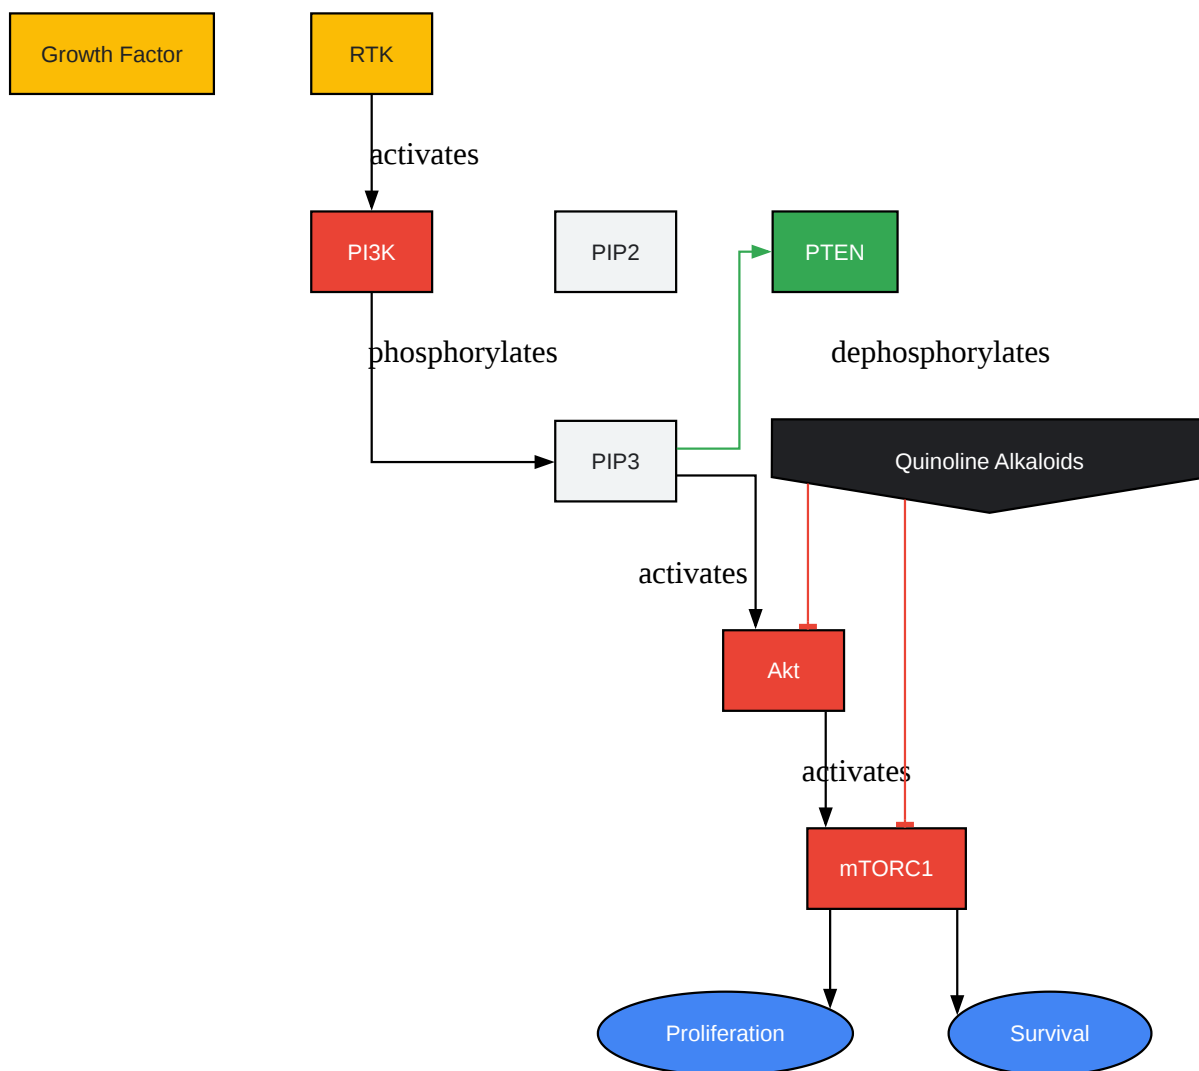 Growth Factor
RTK
activates
PI3K
PIP2
PTEN
phosphorylates
dephosphorylates
PIP3
Quinoline Alkaloids
activates
Akt
activates
mTORC1
Proliferation
Survival